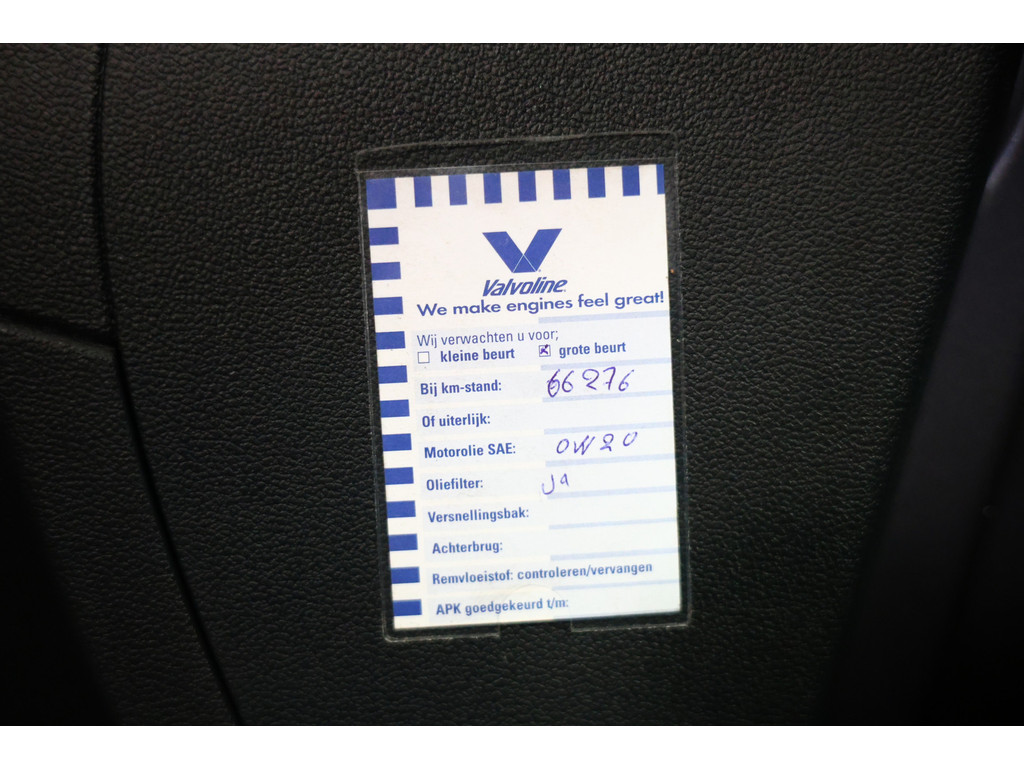 Valvoline
We make engines feel great!
Wij verwachten u voor;
kleine beurt grote beurt
Bij km-stand: 66276
Of uiterlijk:
Motorolie SAE: 0W20
Oliefilter: Ja
Versnellingsbak:
Achterbrug:
Remvloeistof: controleren/vervangen
APK goedgekeurd t/m: